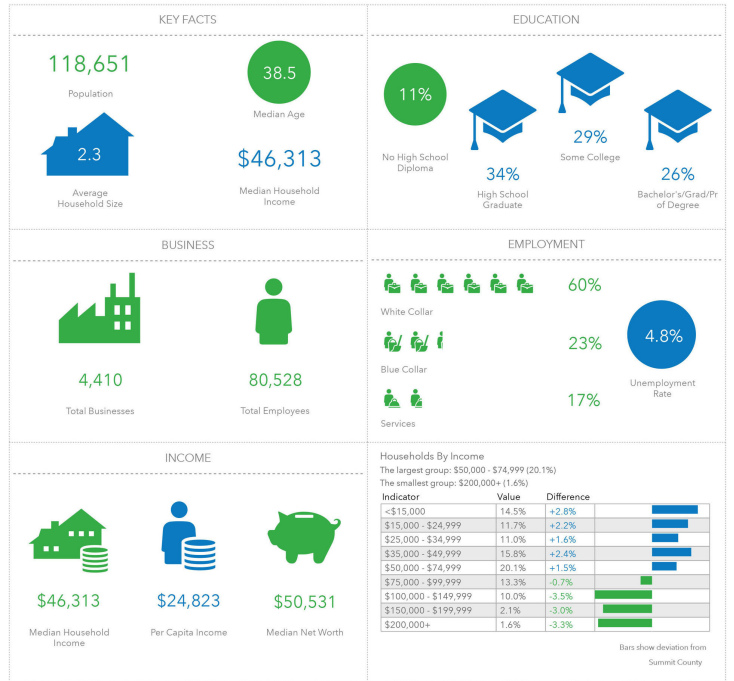 KEY FACTS
118,651
Population
38.5
Median Age
2.3
Average
Household Size
$46,313
Median Household
Income
EDUCATION
11%
No High School
Diploma
34%
High School
Graduate
29%
Some College
26%
Bachelor's/Grad/Pr
of Degree
BUSINESS
4,410
Total Businesses
80,528
Total Employees
EMPLOYMENT
60%
White Collar
23%
Blue Collar
17%
Services
4.8%
Unemployment
Rate
INCOME
$46,313
Median Household
Income
$24,823
Per Capita Income
$50,531
Median Net Worth
Households By Income
The largest group: $50,000 - $74,999 (20.1%)
The smallest group: $200,000+ (1.6%)
Indicator Value Difference
<$15,000 14.5% +2.8%
$15,000 - $24,999 11.7% +2.2%
$25,000 - $34,999 11.0% +1.6%
$35,000 - $49,999 15.8% +2.4%
$50,000 - $74,999 20.1% +1.5%
$75,000 - $99,999 13.3% -0.7%
$100,000 - $149,999 10.0% -3.5%
$150,000 - $199,999 2.1% -3.0%
$200,000+ 1.6% -3.3%
Bars show deviation from
Summit County